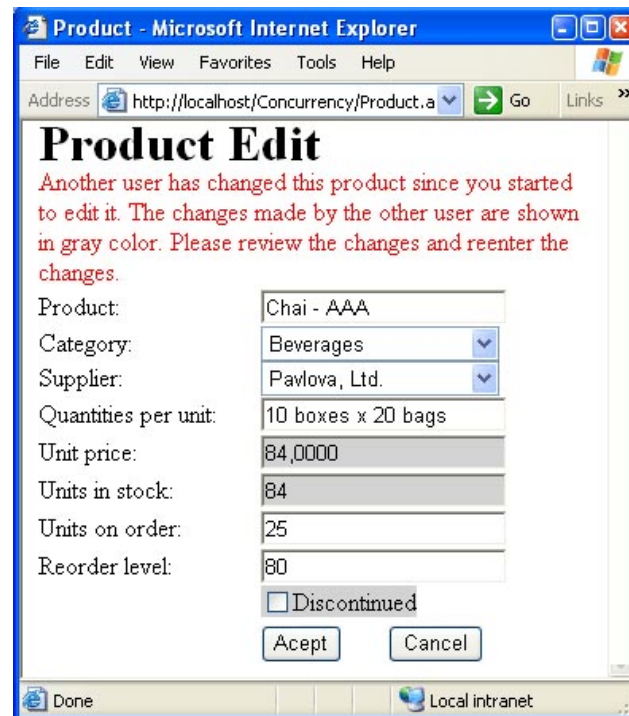 Product - Microsoft Internet Explorer
File Edit View Favorites Tools Help
Address http://localhost/Concurrency/Product.a Go Links »
Product Edit
Another user has changed this product since you started
to edit it. The changes made by the other user are shown
in gray color. Please review the changes and reenter the
changes.
Product: Chai - AAA
Category: Beverages
Supplier: Pavlova, Ltd.
Quantities per unit: 10 boxes x 20 bags
Unit price: 84,0000
Units in stock: 84
Units on order: 25
Reorder level: 80
Discontinued
Acept Cancel
Done Local intranet